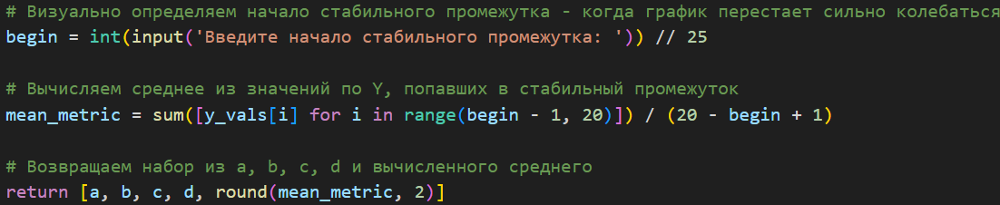 # Визуально определяем начало стабильного промежутка - когда график перестает сильно колебаться
begin = int(input('Введите начало стабильного промежутка: ')) // 25
# Вычисляем среднее из значений по Y, попавших в стабильный промежуток
mean_metric = sum([y_vals[i] for i in range(begin - 1, 20)]) / (20 - begin + 1)
# Возвращаем набор из a, b, c, d и вычисленного среднего
return [a, b, c, d, round(mean_metric, 2)]